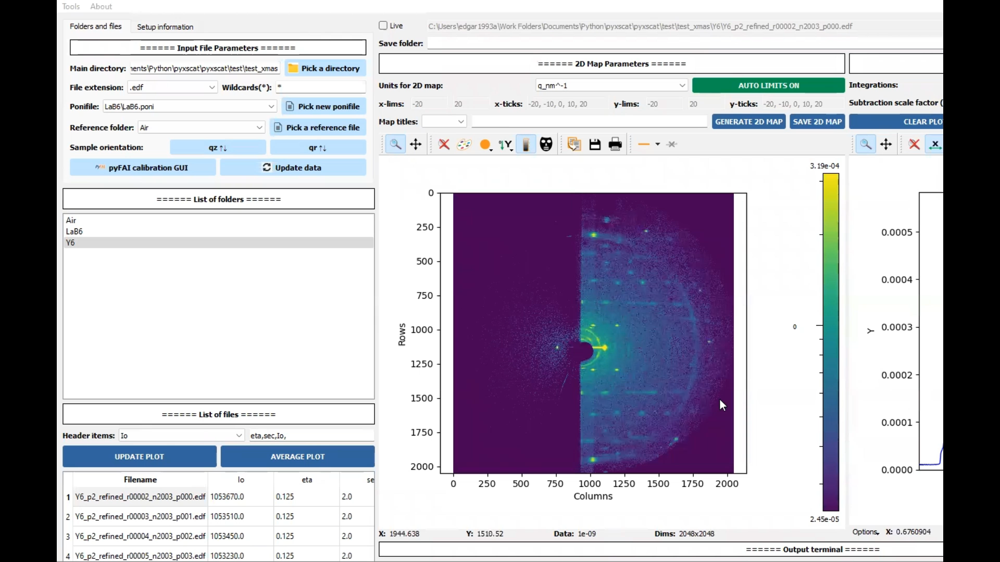 Tools About
Folders and files Setup information
====== Input File Parameters ======
Main directory: nents\Python\pyxscat\pyxscat\test\test_xmas Pick a directory
File extension: .edf Wildcards(*): *
Ponifile: LaB6\LaB6.poni Pick new ponifile
Reference folder: Air Pick a reference file
Sample orientation: qz ↑↓ qr ↑↓
pyFAI calibration GUI Update data
====== List of folders ======
Air
LaB6
Y6
====== List of files ======
Header items: Io eta,sec,Io,
UPDATE PLOT AVERAGE PLOT
Filename Io eta se
1 Y6_p2_refined_r00002_n2003_p000.edf 1053670.0 0.125 2.0
2 Y6_p2_refined_r00003_n2003_p001.edf 1053510.0 0.125 2.0
3 Y6_p2_refined_r00004_n2003_p002.edf 1053450.0 0.125 2.0
4 Y6_p2_refined_r00005_n2003_p003.edf 1053230.0 0.125 2.0
Live C:\Users\edgar1993a\Work Folders\Documents\Python\pyxscat\pyxscat\test\test_xmas\Y6\Y6_p2_refined_r00002_n2003_p000.edf
Save folder:
====== 2D Map Parameters ======
Units for 2D map: q_nm^-1 AUTO LIMITS ON
x-lims: -20 20 x-ticks: -20, -10, 0, 10, 20 y-lims: -20 20 y-ticks: -20, -10, 0, 10, 20
Map titles: GENERATE 2D MAP SAVE 2D MAP
Y
3.19e-04
0
250
500
750
1000
1250
1500
1750
2000
Rows
0 250 500 750 1000 1250 1500 1750 2000
Columns
0
2.45e-05
X: 1944.638 Y: 1510.52 Data: 1e-09 Dims: 2048x2048
Integrations:
Subtraction scale factor (
CLEAR PLO
X
0.0005
0.0004
0.0003
0.0002
0.0001
0.0000
Y
Options X: 0.6760904
====== Output terminal ======